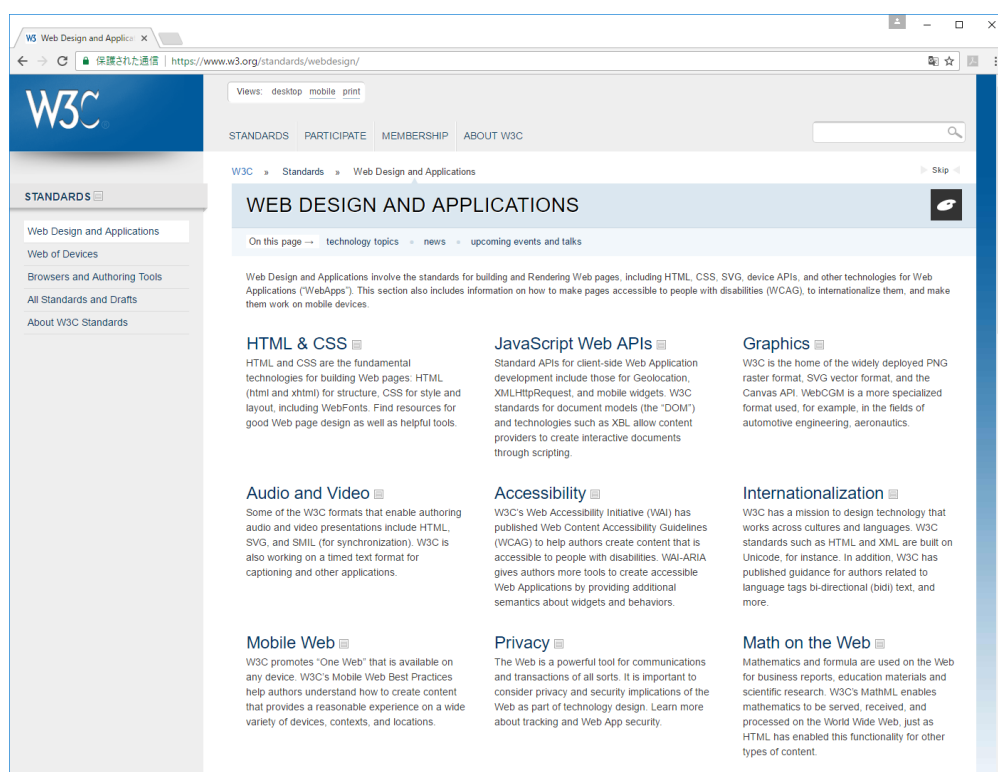 W3 Web Design and Applica
保護された通信 | https://www.w3.org/standards/webdesign/
W3C
Views: desktop mobile print
STANDARDS PARTICIPATE MEMBERSHIP ABOUT W3C
W3C » Standards » Web Design and Applications
Skip
STANDARDS
Web Design and Applications
Web of Devices
Browsers and Authoring Tools
All Standards and Drafts
About W3C Standards
WEB DESIGN AND APPLICATIONS
On this page → technology topics • news • upcoming events and talks
Web Design and Applications involve the standards for building and Rendering Web pages, including HTML, CSS, SVG, device APIs, and other technologies for Web
Applications (“WebApps”). This section also includes information on how to make pages accessible to people with disabilities (WCAG), to internationalize them, and make
them work on mobile devices.
HTML & CSS
HTML and CSS are the fundamental
technologies for building Web pages: HTML
(html and xhtml) for structure, CSS for style and
layout, including WebFonts. Find resources for
good Web page design as well as helpful tools.
JavaScript Web APIs
Standard APIs for client-side Web Application
development include those for Geolocation,
XMLHttpRequest, and mobile widgets. W3C
standards for document models (the “DOM”)
and technologies such as XBL allow content
providers to create interactive documents
through scripting.
Graphics
W3C is the home of the widely deployed PNG
raster format, SVG vector format, and the
Canvas API. WebCGM is a more specialized
format used, for example, in the fields of
automotive engineering, aeronautics.
Audio and Video
Some of the W3C formats that enable authoring
audio and video presentations include HTML,
SVG, and SMIL (for synchronization). W3C is
also working on a timed text format for
captioning and other applications.
Accessibility
W3C’s Web Accessibility Initiative (WAI) has
published Web Content Accessibility Guidelines
(WCAG) to help authors create content that is
accessible to people with disabilities. WAI-ARIA
gives authors more tools to create accessible
Web Applications by providing additional
semantics about widgets and behaviors.
Internationalization
W3C has a mission to design technology that
works across cultures and languages. W3C
standards such as HTML and XML are built on
Unicode, for instance. In addition, W3C has
published guidance for authors related to
language tags bi-directional (bidi) text, and
more.
Mobile Web
W3C promotes “One Web” that is available on
any device. W3C’s Mobile Web Best Practices
help authors understand how to create content
that provides a reasonable experience on a wide
variety of devices, contexts, and locations.
Privacy
The Web is a powerful tool for communications
and transactions of all sorts. It is important to
consider privacy and security implications of the
Web as part of technology design. Learn more
about tracking and Web App security.
Math on the Web
Mathematics and formula are used on the Web
for business reports, education materials and
scientific research. W3C’s MathML enables
mathematics to be served, received, and
processed on the World Wide Web, just as
HTML has enabled this functionality for other
types of content.